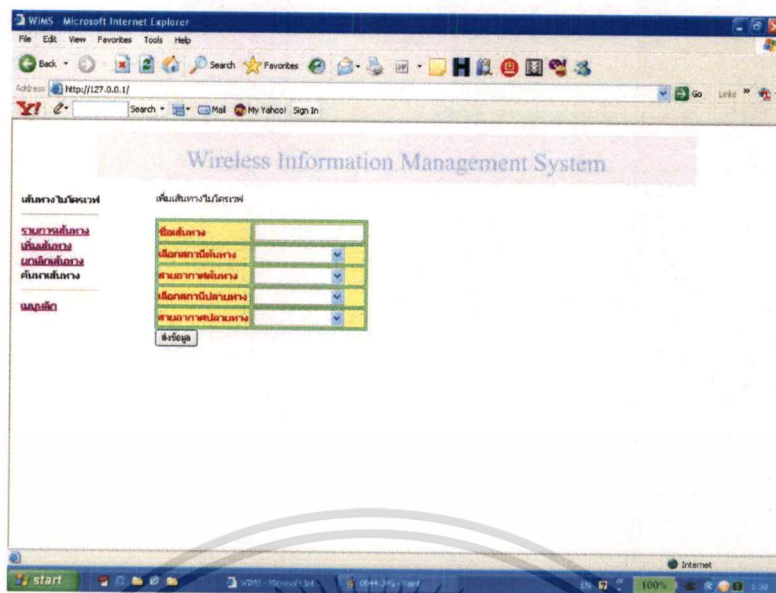 WiMS - Microsoft Internet Explorer
File Edit View Favorites Tools Help
Back Search Favorites
Address http://127.0.0.1/ Go Links
Y! Search Mail My Yahoo! Sign In
Wireless Information Management System
เส้นทางไมโครเวฟ
รายการเส้นทาง
เพิ่มเส้นทาง
ยกเลิกเส้นทาง
ค้นหาเส้นทาง
เมนูหลัก
เพิ่มเส้นทางไมโครเวฟ
ชื่อเส้นทาง
เลือกสถานีต้นทาง
สายอากาศต้นทาง
เลือกสถานีปลายทาง
สายอากาศปลายทาง
ส่งข้อมูล
Internet
start WiMS - Microsoft Int... EN 100%